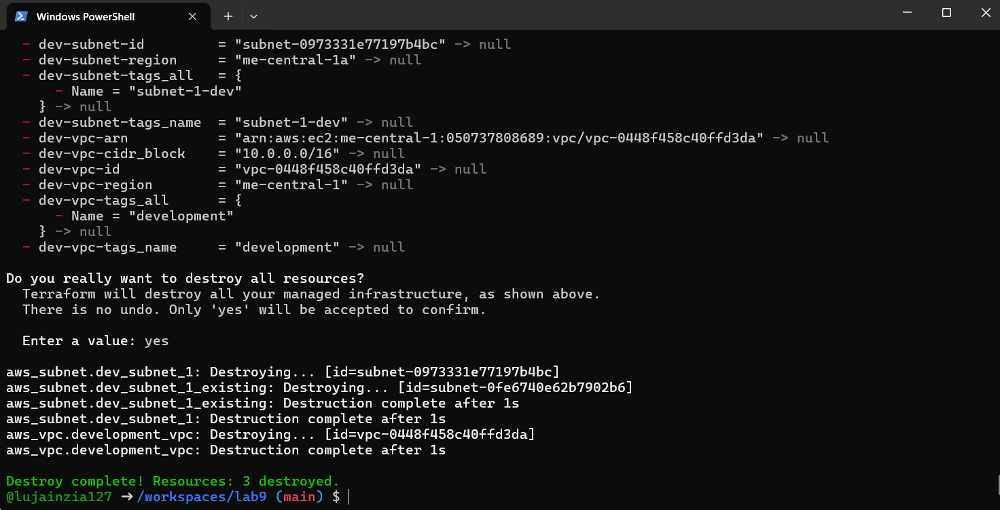 Windows PowerShell
- dev-subnet-id         = "subnet-0973331e77197b4bc" -> null
- dev-subnet-region     = "me-central-1a" -> null
- dev-subnet-tags_all   = {
- Name = "subnet-1-dev"
} -> null
- dev-subnet-tags_name  = "subnet-1-dev" -> null
- dev-vpc-arn           = "arn:aws:ec2:me-central-1:050737808689:vpc/vpc-0448f458c40ffd3da" -> null
- dev-vpc-cidr_block    = "10.0.0.0/16" -> null
- dev-vpc-id            = "vpc-0448f458c40ffd3da" -> null
- dev-vpc-region        = "me-central-1" -> null
- dev-vpc-tags_all      = {
- Name = "development"
} -> null
- dev-vpc-tags_name     = "development" -> null
Do you really want to destroy all resources?
Terraform will destroy all your managed infrastructure, as shown above.
There is no undo. Only 'yes' will be accepted to confirm.
Enter a value: yes
aws_subnet.dev_subnet_1: Destroying... [id=subnet-0973331e77197b4bc]
aws_subnet.dev_subnet_1_existing: Destroying... [id=subnet-0fe6740e62b7902b6]
aws_subnet.dev_subnet_1_existing: Destruction complete after 1s
aws_subnet.dev_subnet_1: Destruction complete after 1s
aws_vpc.development_vpc: Destroying... [id=vpc-0448f458c40ffd3da]
aws_vpc.development_vpc: Destruction complete after 1s
Destroy complete! Resources: 3 destroyed.
@lujainzia127 → /workspaces/lab9 (main) $